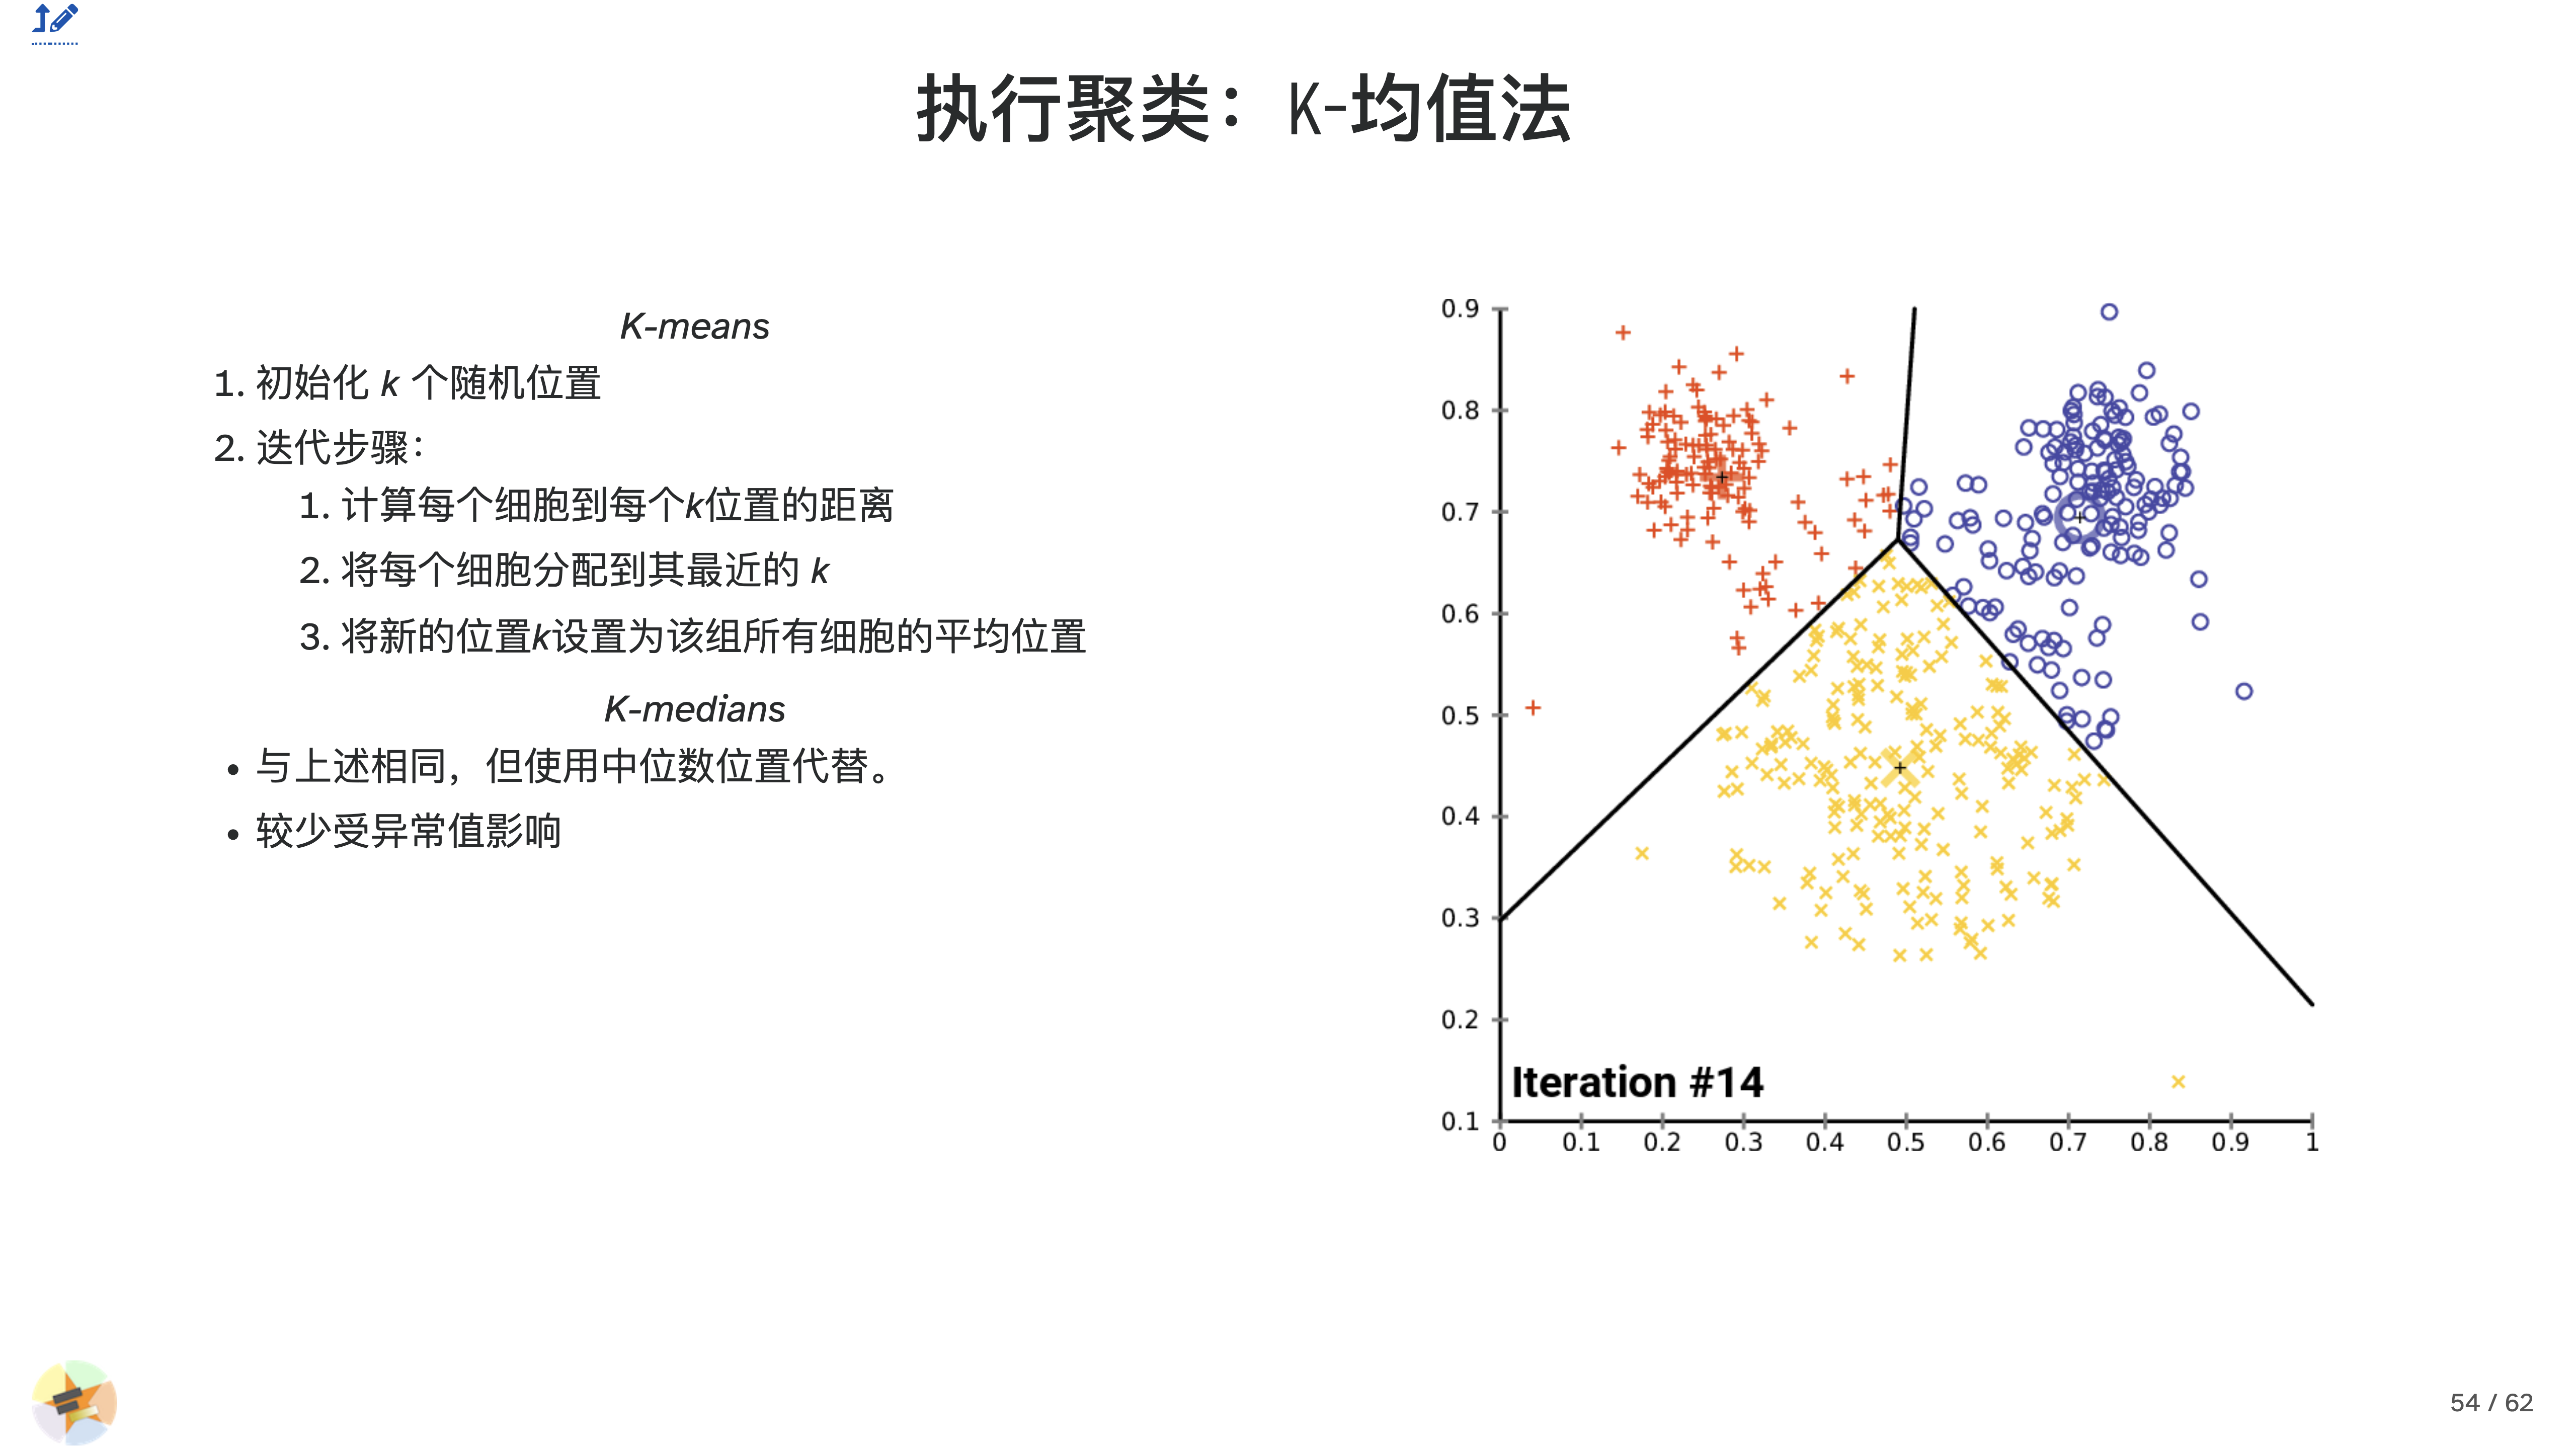 执行聚类：K-均值法
K-means
1. 初始化 k 个随机位置
2. 迭代步骤：
1. 计算每个细胞到每个k位置的距离
2. 将每个细胞分配到其最近的 k
3. 将新的位置k设置为该组所有细胞的平均位置
K-medians
• 与上述相同，但使用中位数位置代替。
• 较少受异常值影响
0.9
0.8
0.7
0.6
0.5
0.4
0.3
0.2
0.1
Iteration #14
0 0.1 0.2 0.3 0.4 0.5 0.6 0.7 0.8 0.9 1
54 / 62